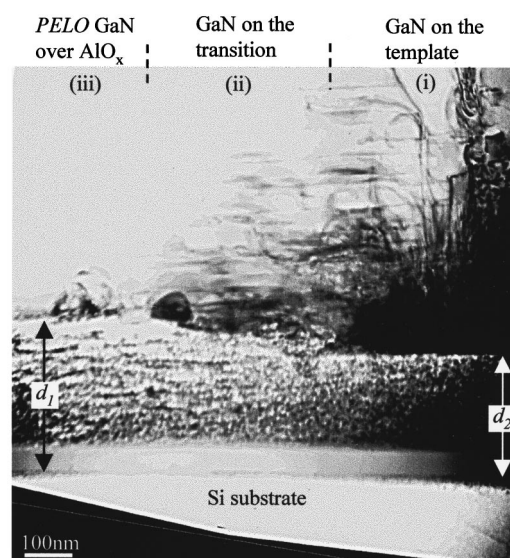 PELO GaN
over AlOx
(iii)
GaN on the
transition
(ii)
GaN on the
template
(i)
d1
d2
Si substrate
100nm